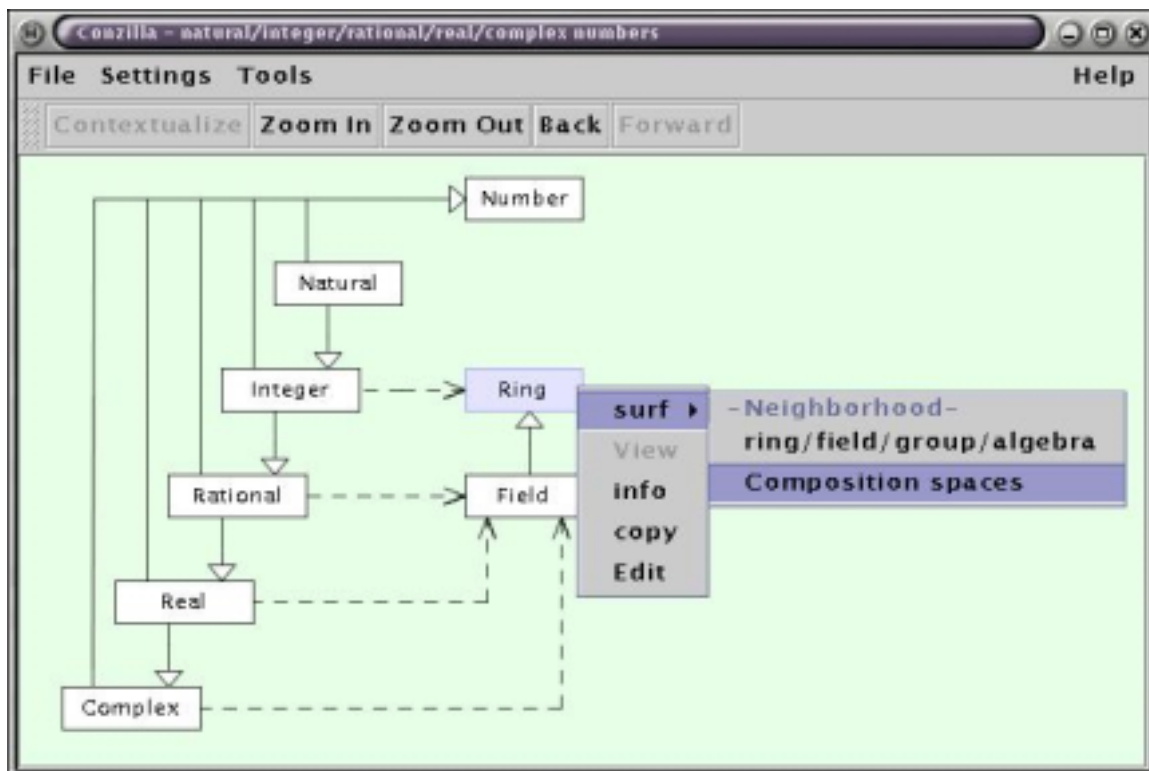 Conzilla - natural/integer/rational/real/complex numbers
File Settings Tools Help
Contextualize Zoom In Zoom Out Back Forward
Number
Natural
Integer
Ring
surf
-Neighborhood-
ring/field/group/algebra
Composition spaces
View
info
copy
Edit
Rational
Field
Real
Complex